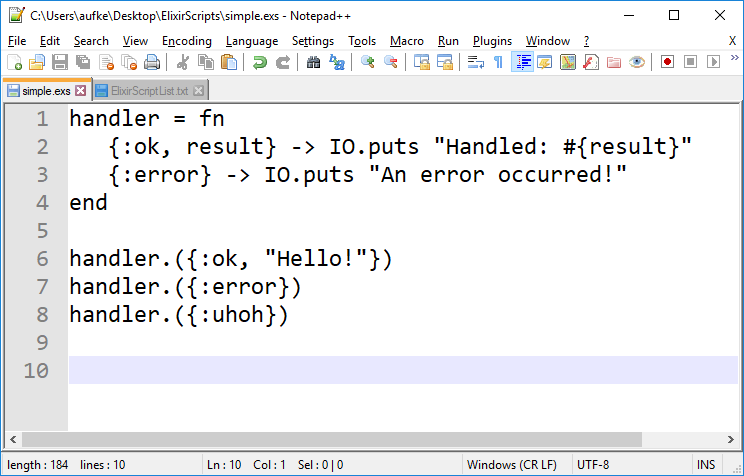 C:\Users\aufke\Desktop\ElixirScripts\simple.exs - Notepad++
File Edit Search View Encoding Language Settings Tools Macro Run Plugins Window ? X
simple.exs ElixirScriptList.txt
1 handler = fn
2 {:ok, result} -> IO.puts "Handled: #{result}"
3 {:error} -> IO.puts "An error occurred!"
4 end
5
6 handler.({:ok, "Hello!"})
7 handler.({:error})
8 handler.({:uhoh})
9
10
length : 184 lines : 10 Ln : 10 Col : 1 Sel : 0 | 0 Windows (CR LF) UTF-8 INS